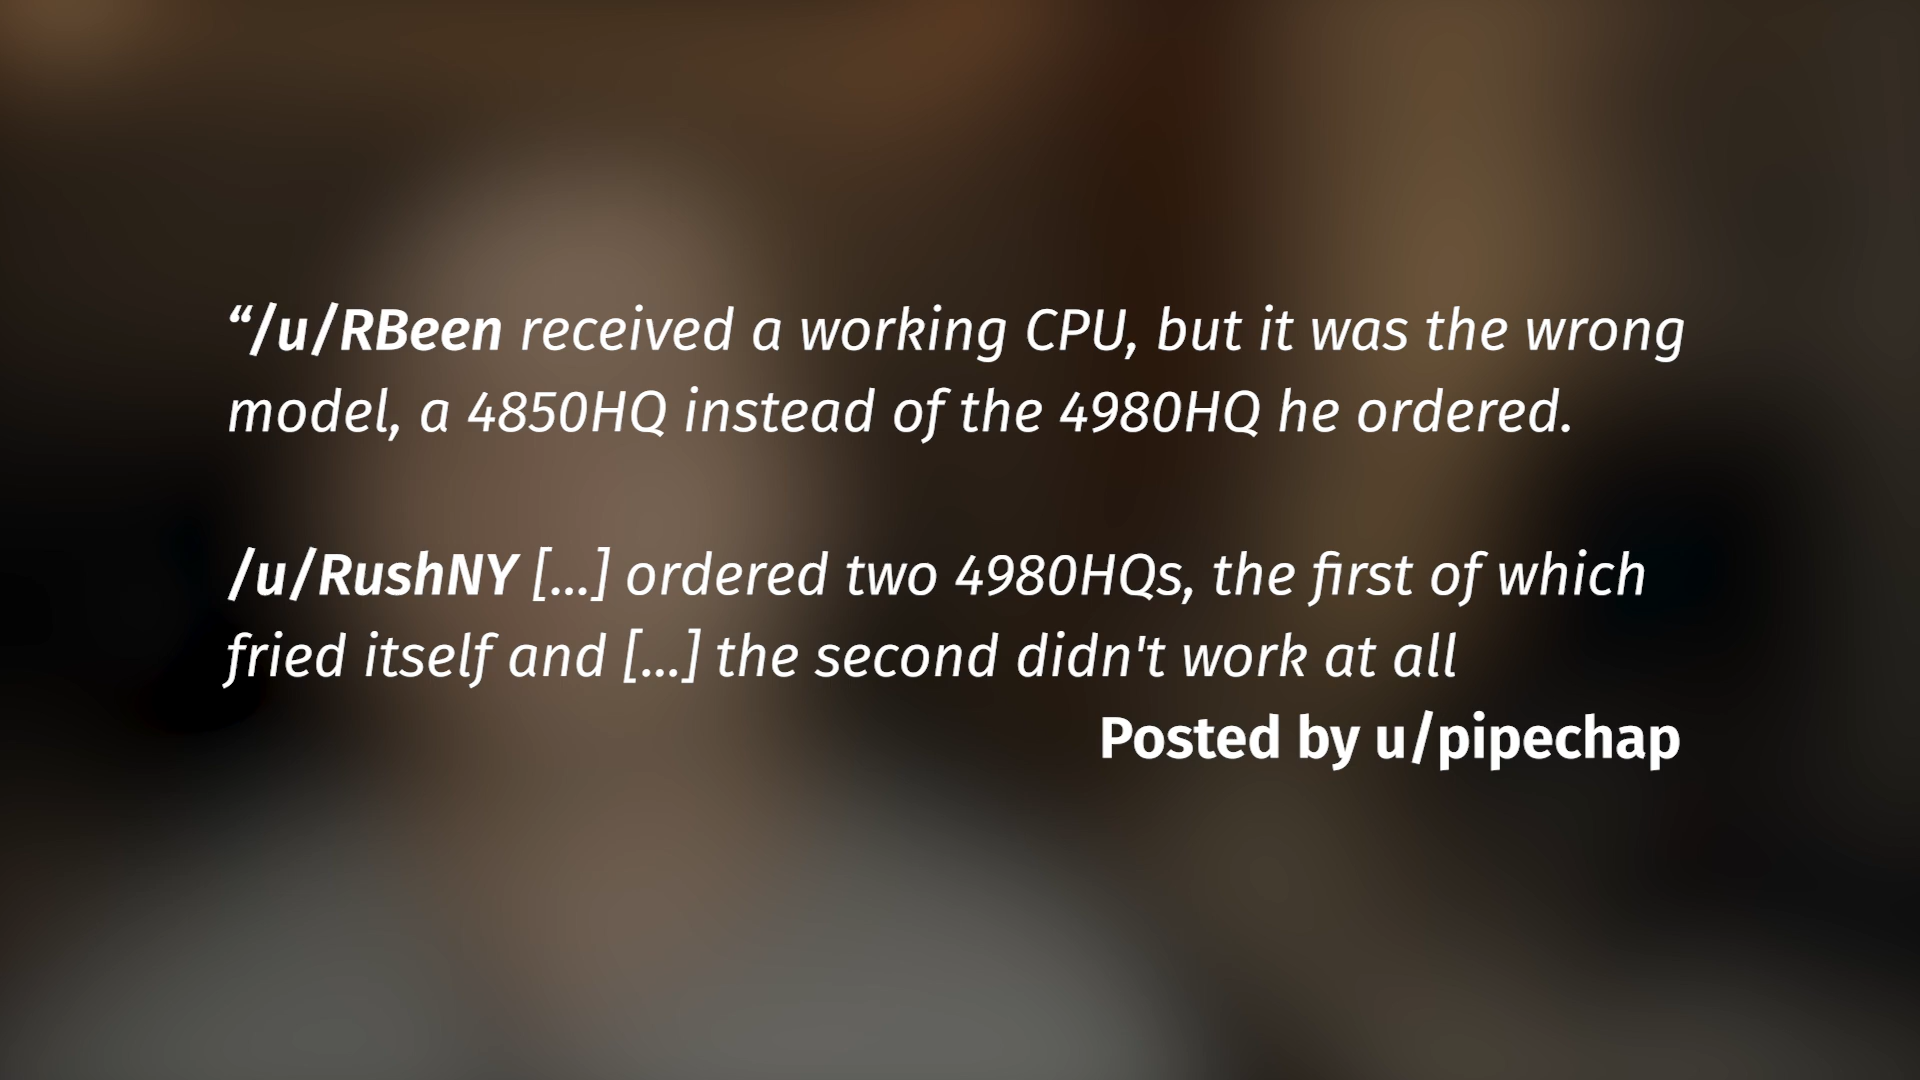 “/u/RBeen received a working CPU, but it was the wrong
model, a 4850HQ instead of the 4980HQ he ordered.
/u/RushNY [...] ordered two 4980HQs, the first of which
fried itself and [...] the second didn't work at all
Posted by u/pipechap